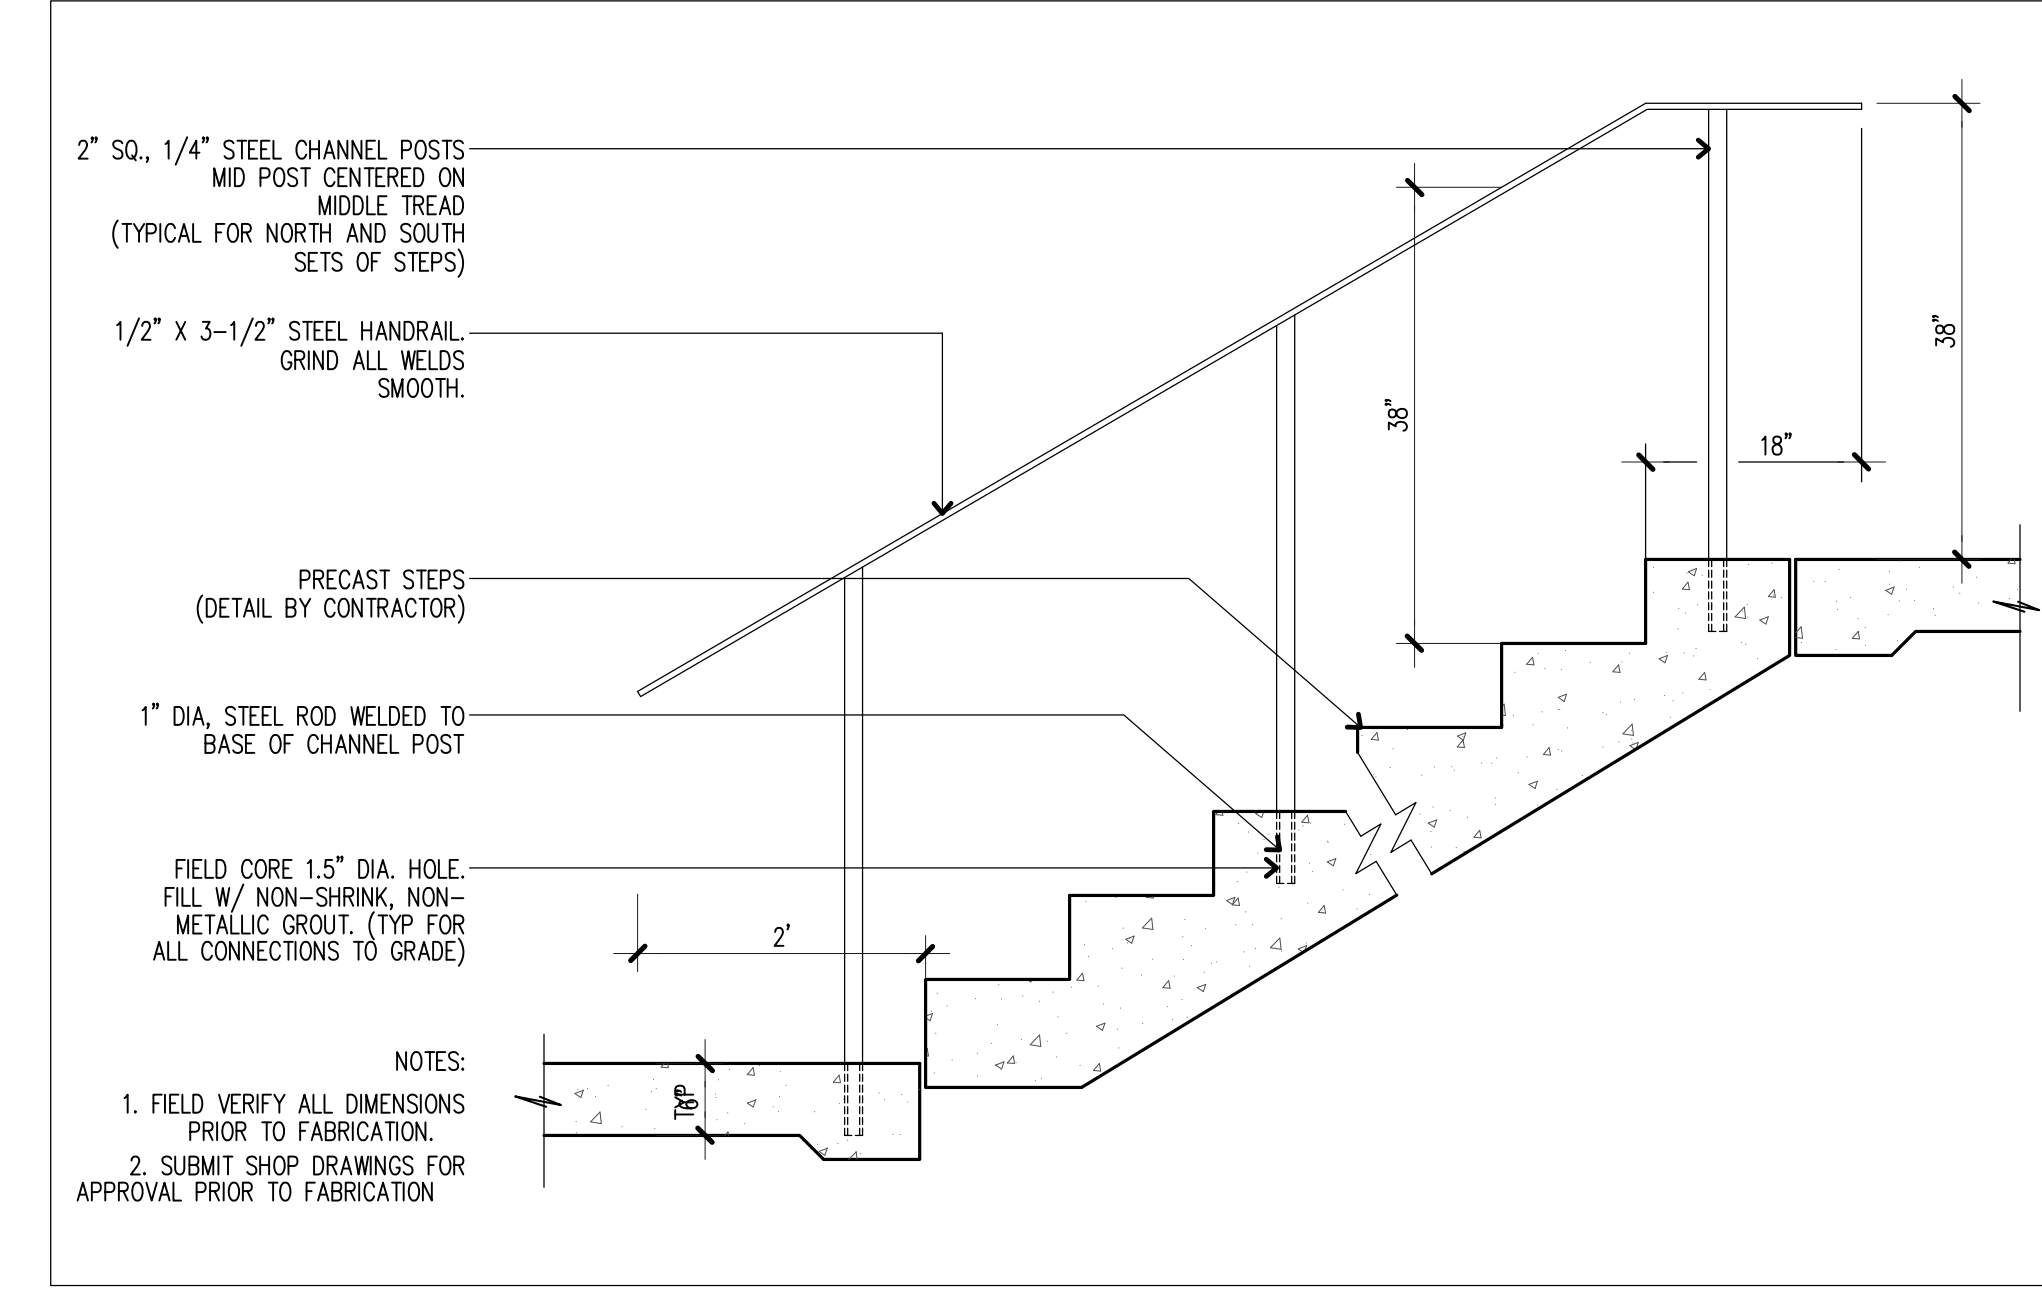 2” SQ., 1/4” STEEL CHANNEL POSTS
MID POST CENTERED ON
MIDDLE TREAD
(TYPICAL FOR NORTH AND SOUTH
SETS OF STEPS)
1/2” X 3-1/2” STEEL HANDRAIL.
GRIND ALL WELDS
SMOOTH.
38”
38”
18”
PRECAST STEPS
(DETAIL BY CONTRACTOR)
1” DIA, STEEL ROD WELDED TO
BASE OF CHANNEL POST
FIELD CORE 1.5” DIA. HOLE.
FILL W/ NON-SHRINK, NON-
METALLIC GROUT. (TYP FOR
ALL CONNECTIONS TO GRADE)
2’
NOTES:
1. FIELD VERIFY ALL DIMENSIONS
PRIOR TO FABRICATION.
2. SUBMIT SHOP DRAWINGS FOR
APPROVAL PRIOR TO FABRICATION
6”
TYP